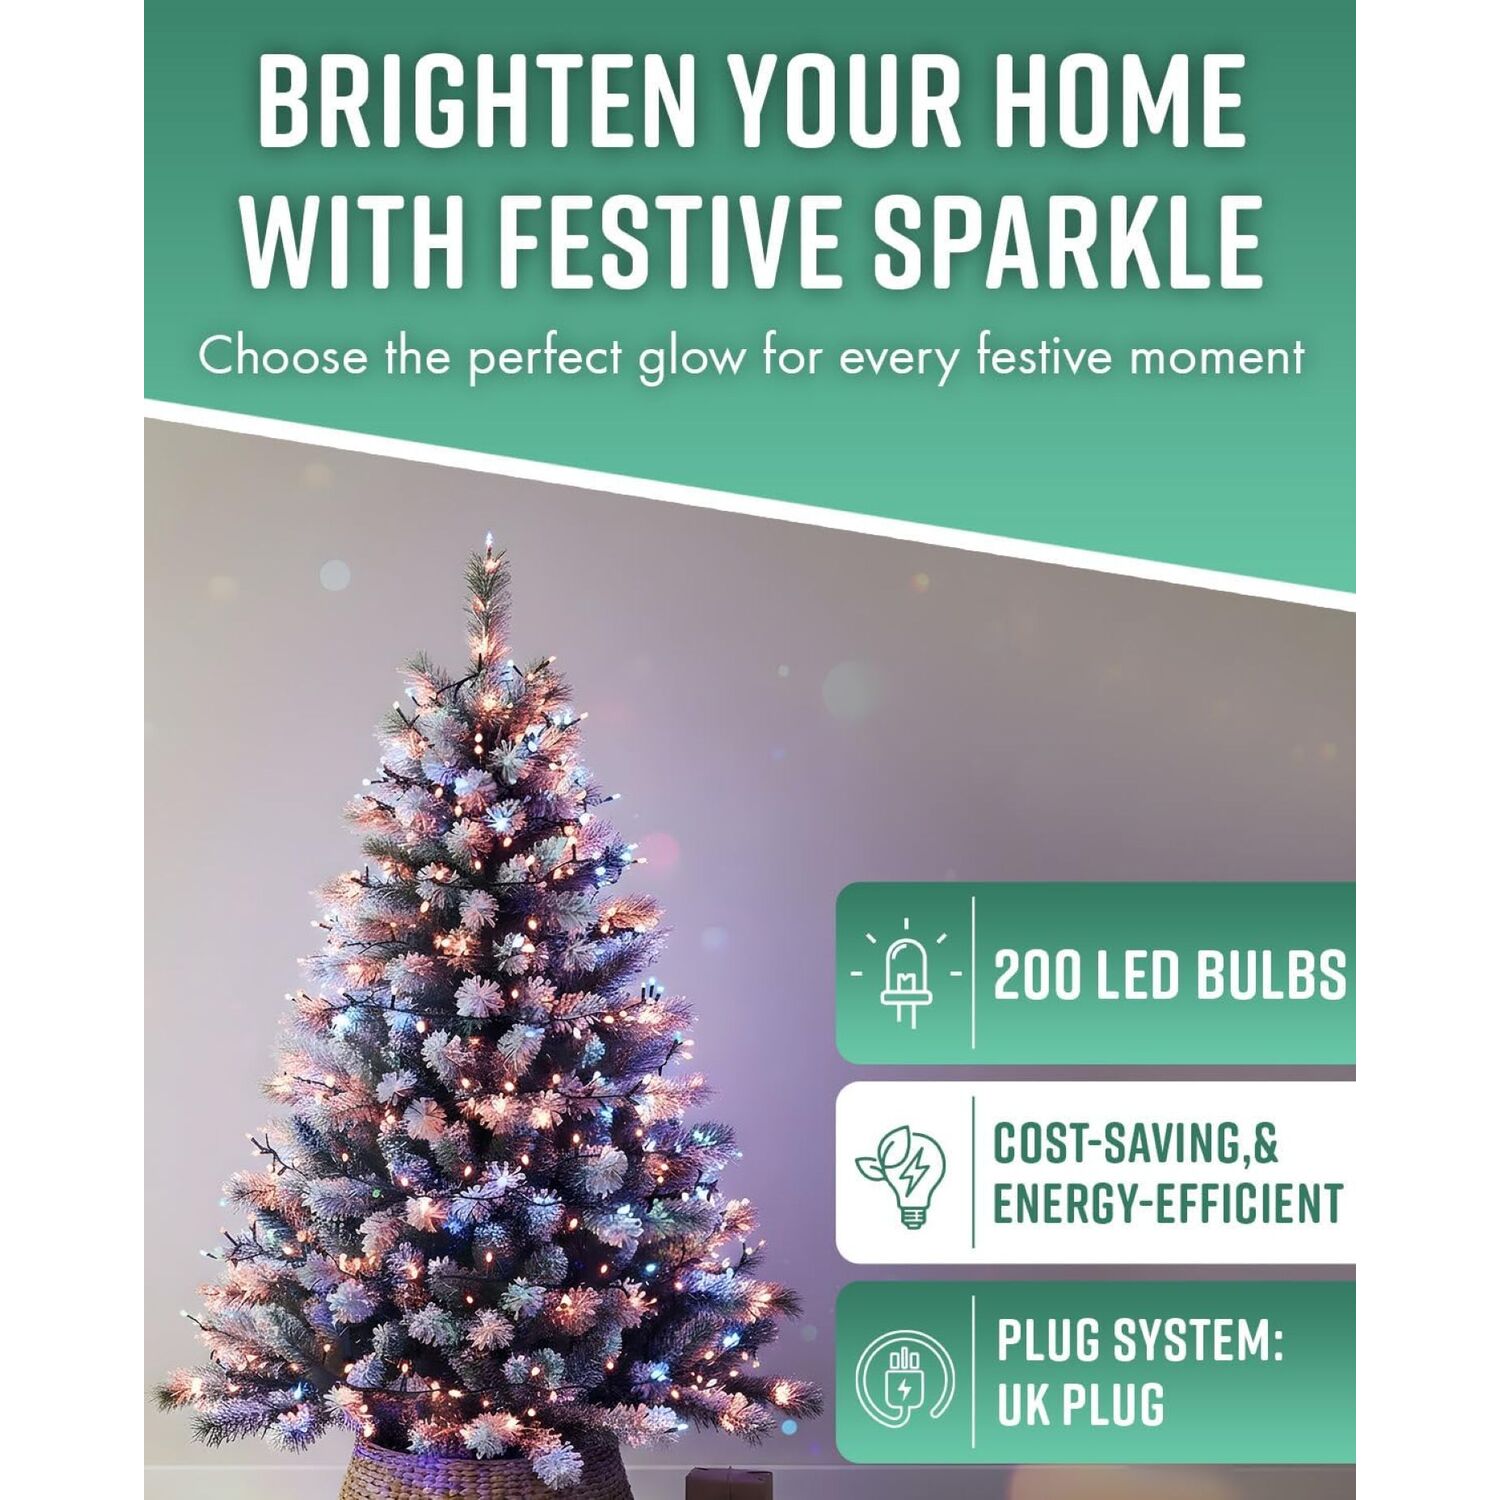 BRIGHTEN YOUR HOME
WITH FESTIVE SPARKLE
Choose the perfect glow for every festive moment
200 LED BULBS
COST-SAVING,&
ENERGY-EFFICIENT
PLUG SYSTEM:
UK PLUG